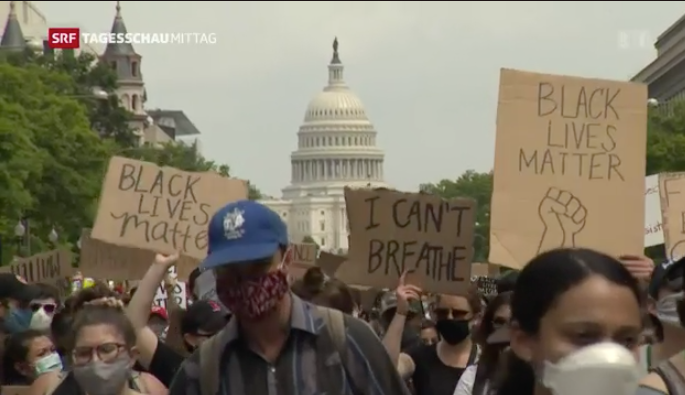 SRF TAGESSCHAU MITTAG
BLACK
LIVES
matter
I CAN'T
BREATHE
BLACK
LIVES
MATTER